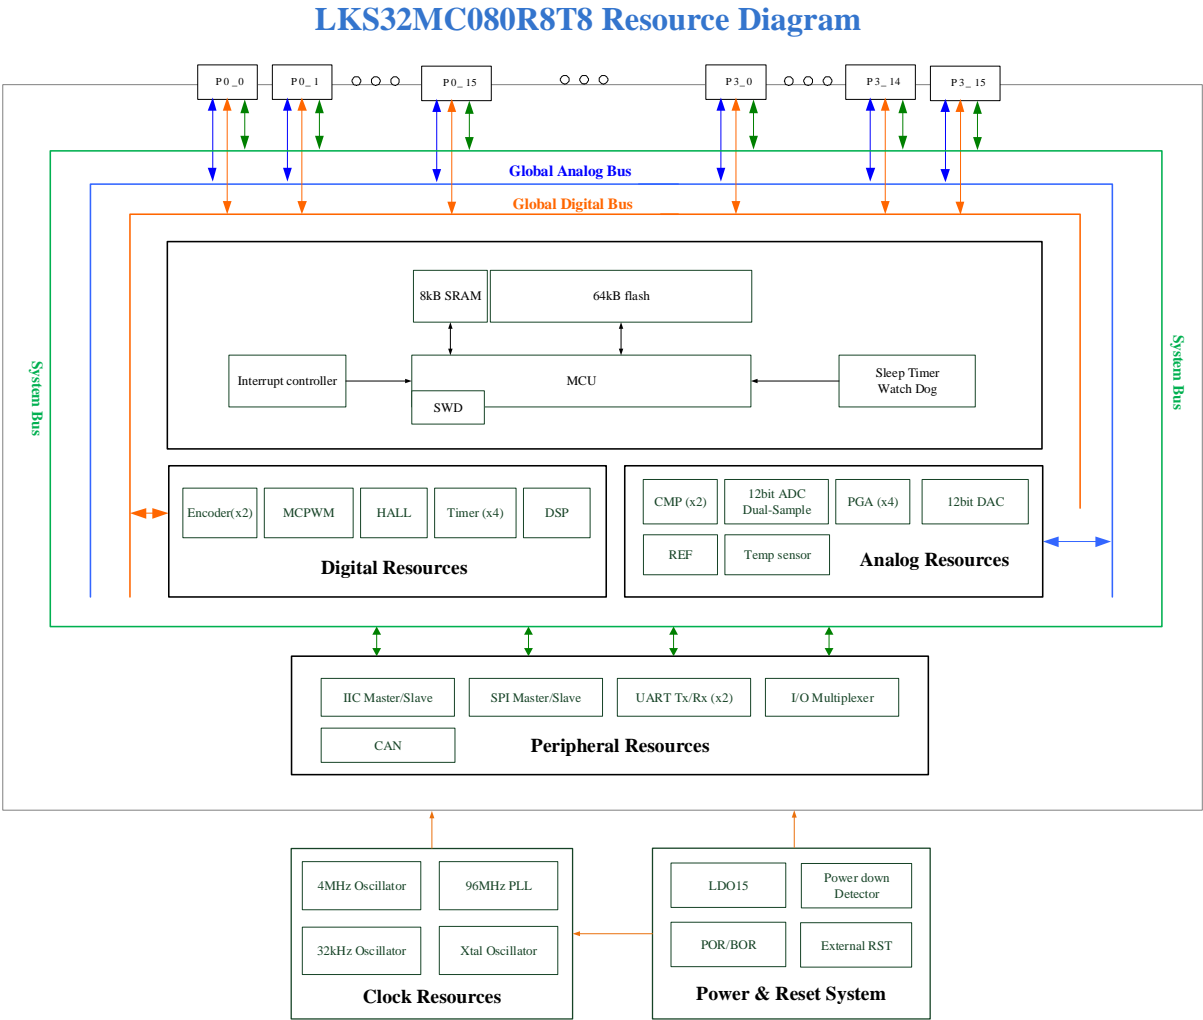 LKS32MC080R8T8 Resource Diagram
P0_0
P0_1
P0_15
P3_0
P3_14
P3_15
Global Analog Bus
Global Digital Bus
System Bus
System Bus
8kB SRAM
64kB flash
Interrupt controller
MCU
SWD
Sleep Timer
Watch Dog
Encoder(x2)
MCPWM
HALL
Timer (x4)
DSP
Digital Resources
CMP (x2)
12bit ADC
Dual-Sample
PGA (x4)
12bit DAC
REF
Temp sensor
Analog Resources
IIC Master/Slave
SPI Master/Slave
UART Tx/Rx (x2)
I/O Multiplexer
CAN
Peripheral Resources
4MHz Oscillator
96MHz PLL
32kHz Oscillator
Xtal Oscillator
Clock Resources
LDO15
Power down
Detector
POR/BOR
External RST
Power & Reset System